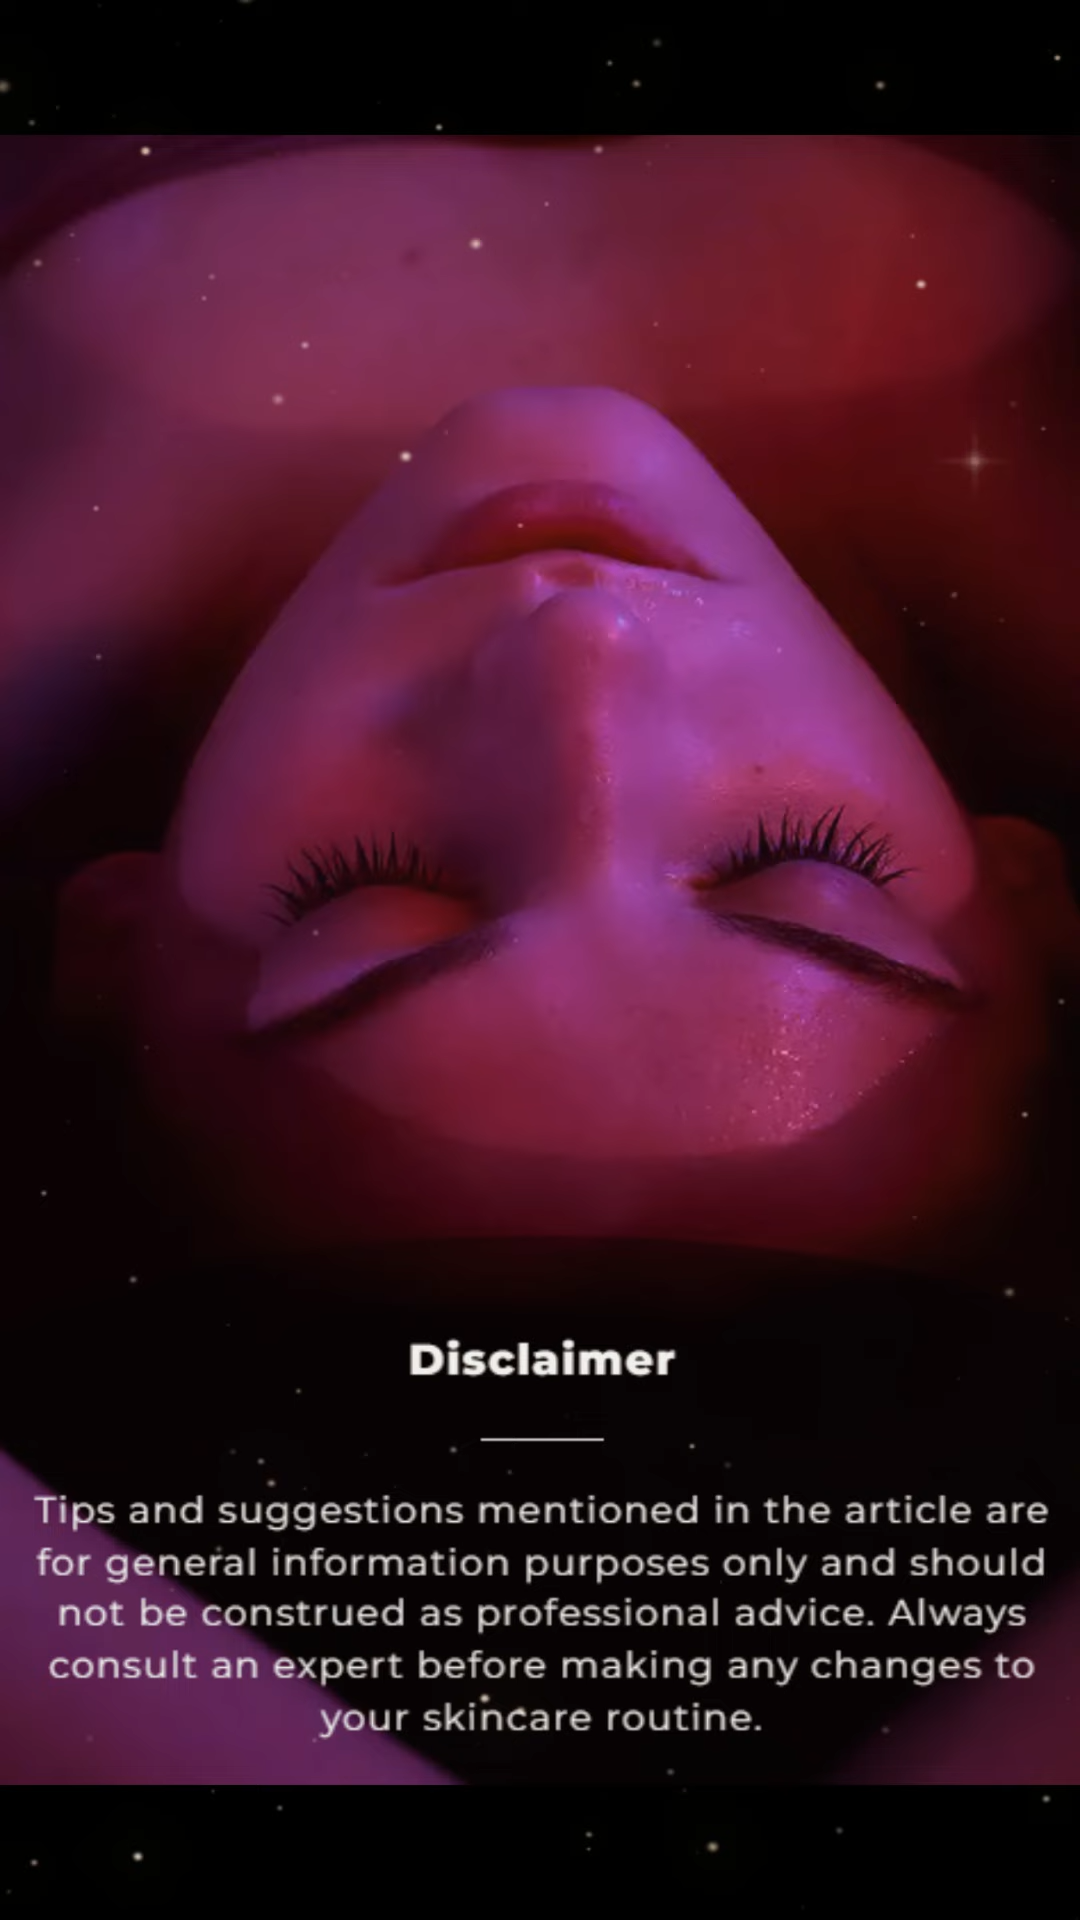 Disclaimer
Tips and suggestions mentioned in the article are
for general information purposes only and should
not be construed as professional advice. Always
consult an expert before making any changes to
your skincare routine.